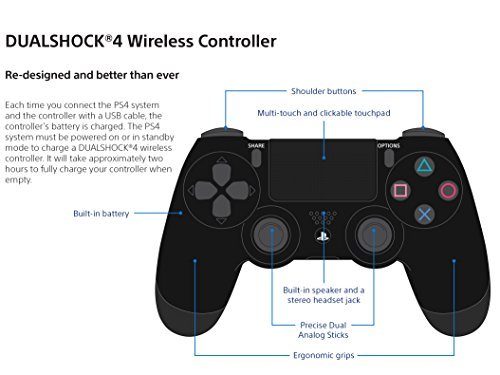 DUALSHOCK®4 Wireless Controller
Re-designed and better than ever
Each time you connect the PS4 system
and the controller with a USB cable, the
controller's battery is charged. The PS4
system must be powered on or in standby
mode to charge a DUALSHOCK®4 wireless
controller. It will take approximately two
hours to fully charge your controller when
empty.
Shoulder buttons
Multi-touch and clickable touchpad
SHARE
OPTIONS
Built-in battery
Built-in speaker and a
stereo headset jack
Precise Dual
Analog Sticks
Ergonomic grips